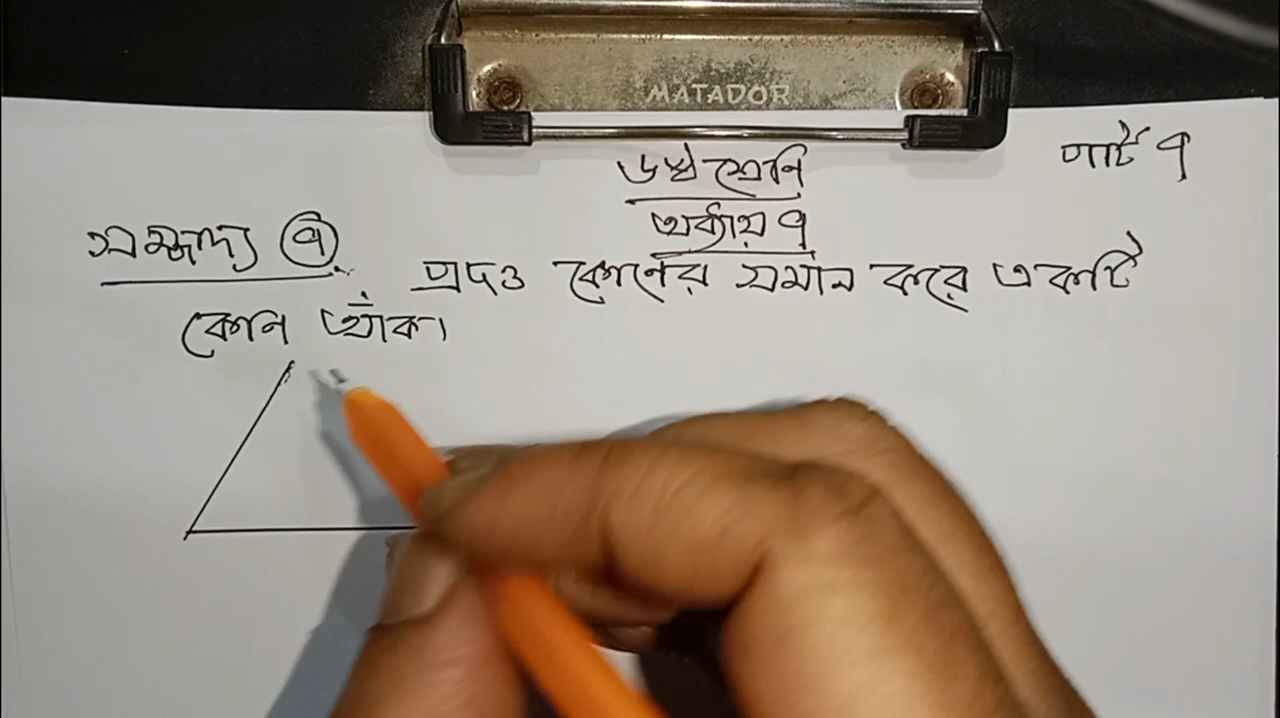 MATADOR
৬ষ্ঠ শ্রেনি
পার্ট ৭
অধ্যায় ৭
সম্পাদ্য ৭
প্রদত্ত কোণের সমান করে একটি
কোন আঁক।